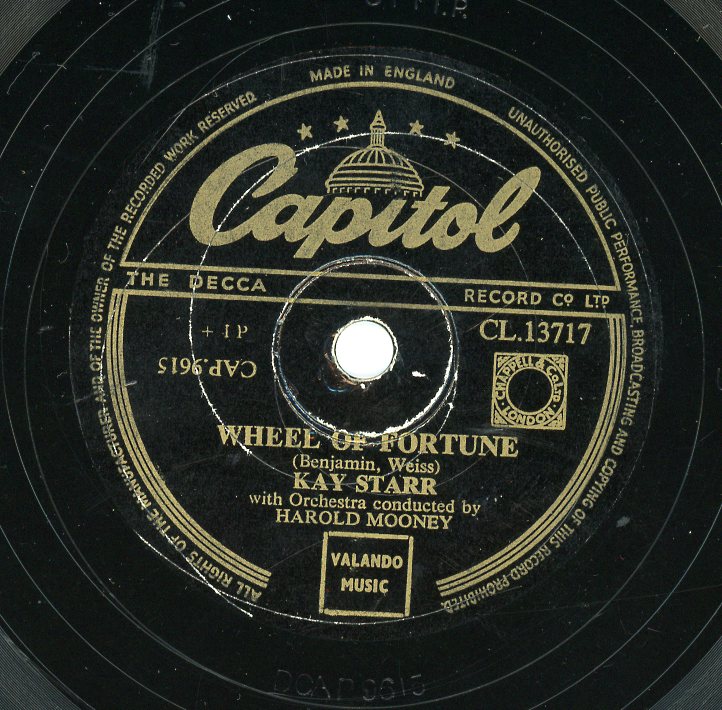 MADE IN ENGLAND
UNAUTHORISED PUBLIC PERFORMANCE, BROADCASTING AND COPYING OF THIS RECORD PROHIBITED
ALL RIGHTS OF THE MANUFACTURER AND OF THE OWNER OF THE RECORDED WORK RESERVED
Capitol
THE DECCA RECORD CO LTD
CL.13717
CAP.9615
CHAPPELL & Co LTD
LONDON
WHEEL OF FORTUNE
(Benjamin, Weiss)
KAY STARR
with Orchestra conducted by
HAROLD MOONEY
VALANDO
MUSIC
DCAP9615